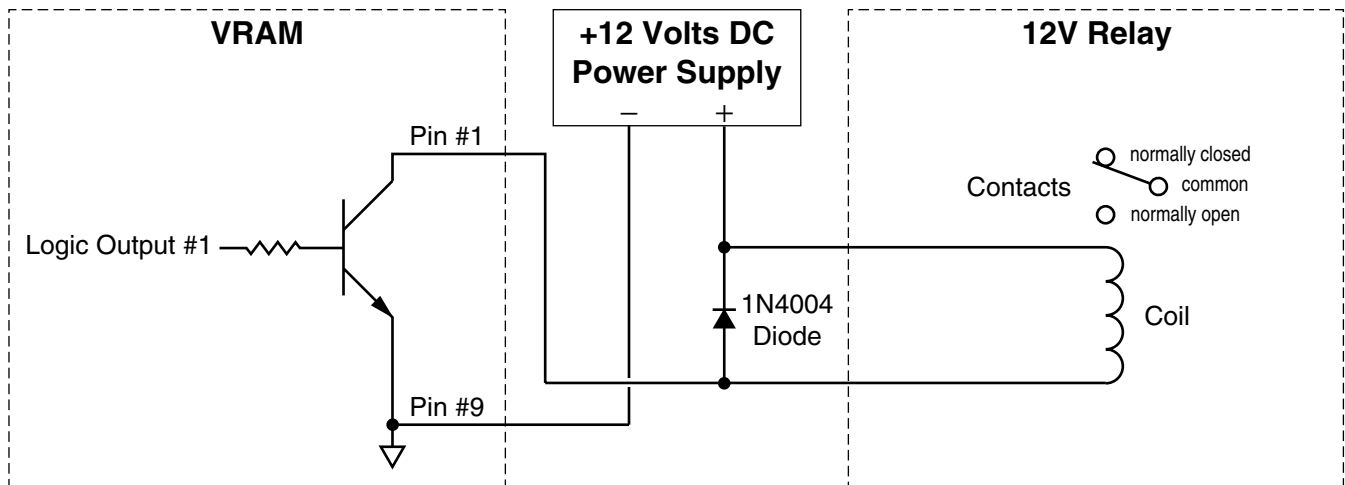 VRAM
+12 Volts DC
Power Supply
12V Relay
− +
Pin #1
normally closed
Contacts
common
normally open
Logic Output #1
1N4004
Diode
Coil
Pin #9